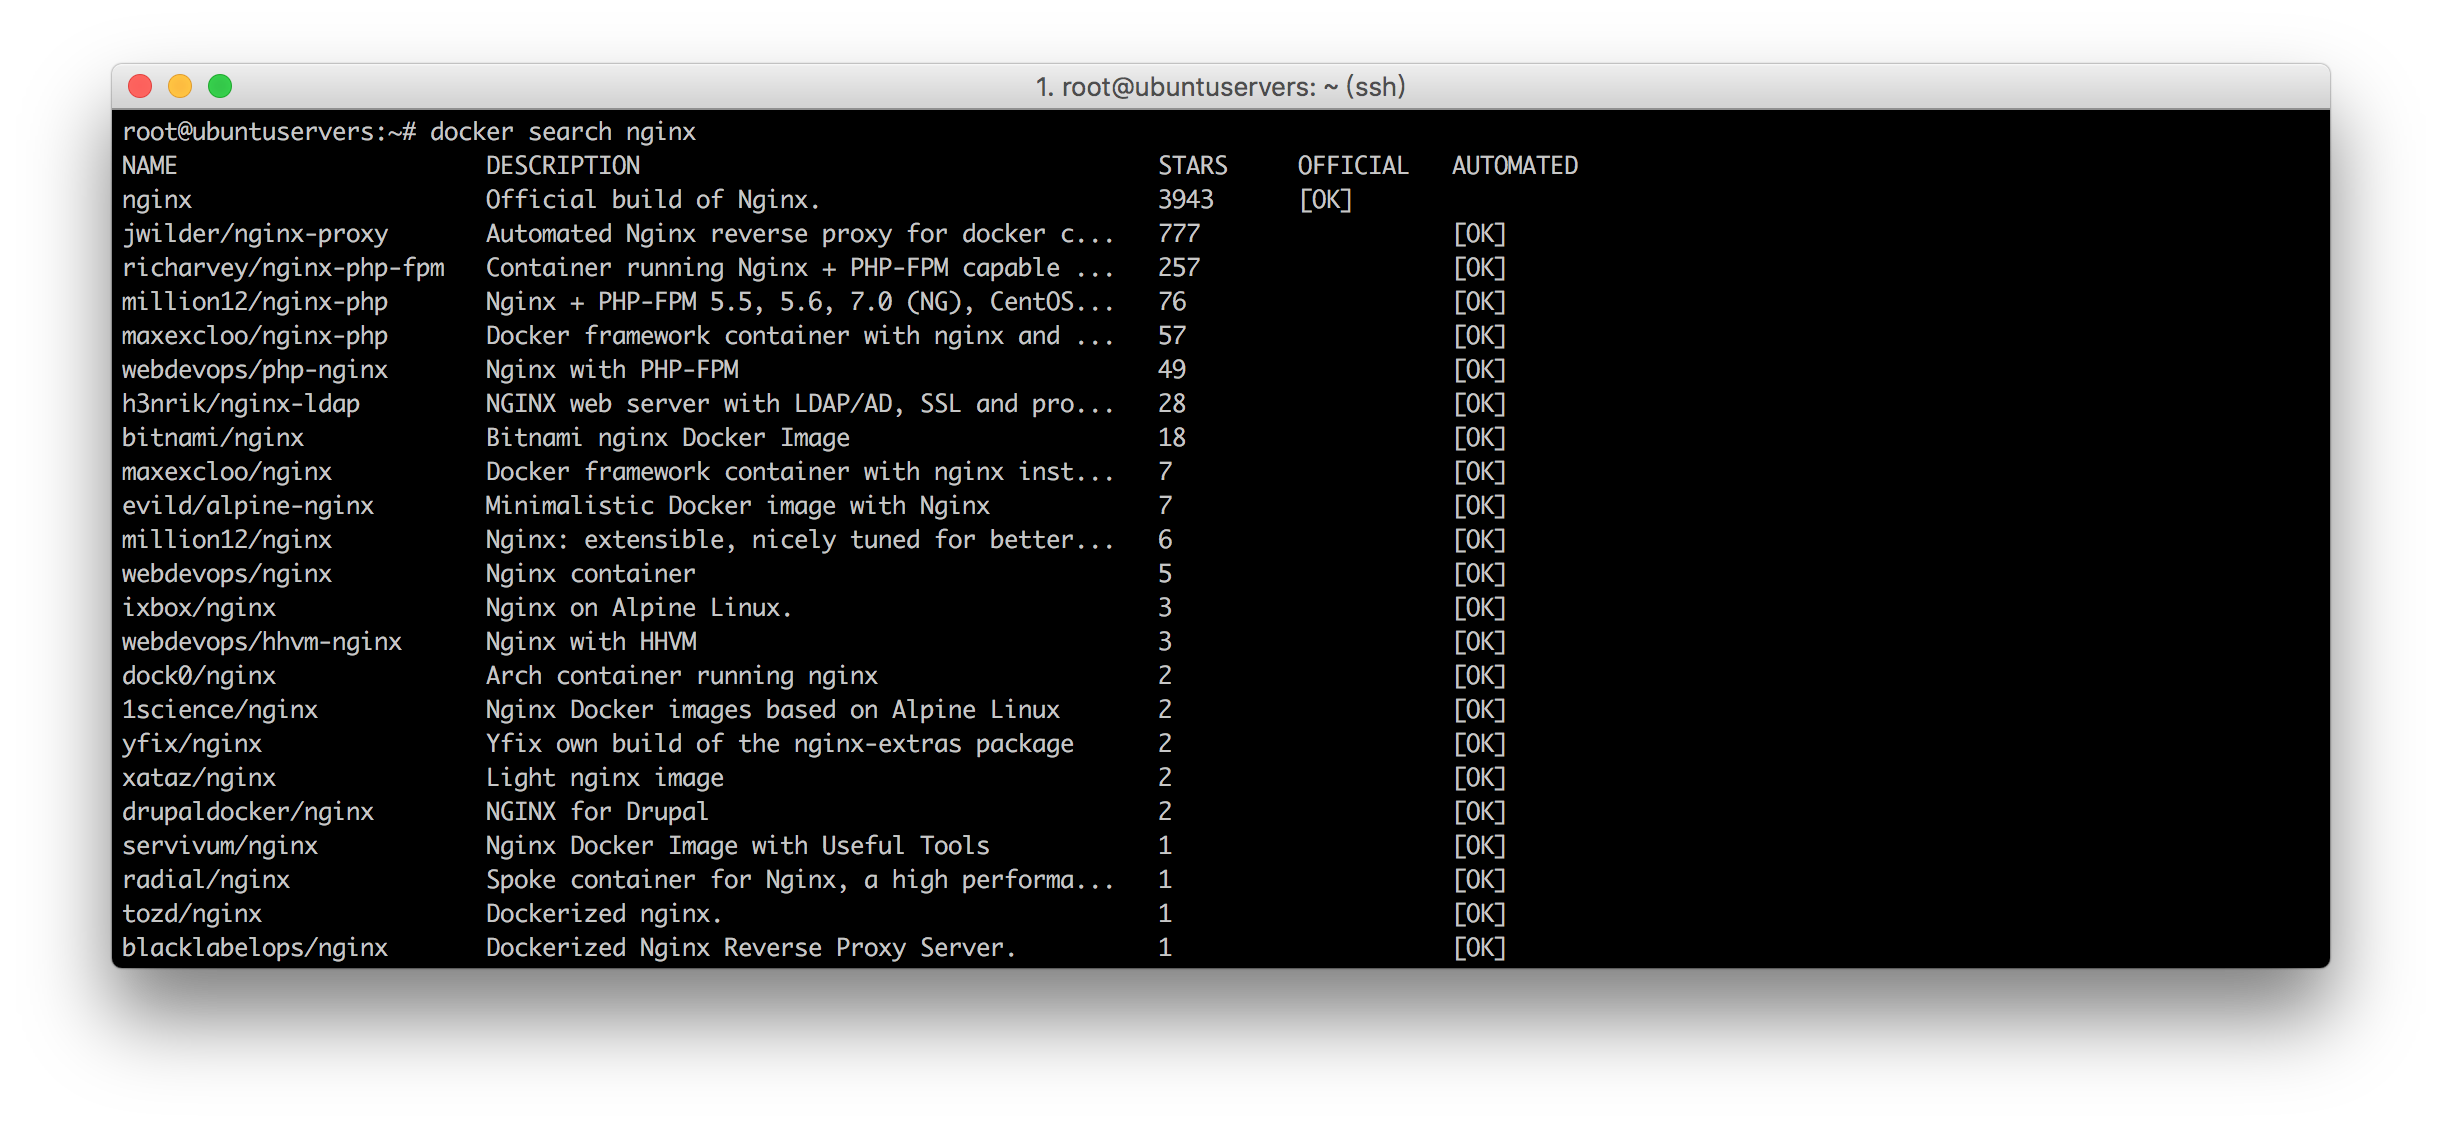 1. root@ubuntuservers: ~ (ssh)
root@ubuntuservers:~# docker search nginx
NAME                      DESCRIPTION                                     STARS     OFFICIAL   AUTOMATED
nginx                     Official build of Nginx.                        3943      [OK]
jwilder/nginx-proxy       Automated Nginx reverse proxy for docker c...   777                  [OK]
richarvey/nginx-php-fpm   Container running Nginx + PHP-FPM capable ...   257                  [OK]
million12/nginx-php       Nginx + PHP-FPM 5.5, 5.6, 7.0 (NG), CentOS...   76                   [OK]
maxexcloo/nginx-php       Docker framework container with nginx and ...   57                   [OK]
webdevops/php-nginx       Nginx with PHP-FPM                              49                   [OK]
h3nrik/nginx-ldap         NGINX web server with LDAP/AD, SSL and pro...   28                   [OK]
bitnami/nginx             Bitnami nginx Docker Image                      18                   [OK]
maxexcloo/nginx           Docker framework container with nginx inst...   7                    [OK]
evild/alpine-nginx        Minimalistic Docker image with Nginx            7                    [OK]
million12/nginx           Nginx: extensible, nicely tuned for better...   6                    [OK]
webdevops/nginx           Nginx container                                 5                    [OK]
ixbox/nginx               Nginx on Alpine Linux.                          3                    [OK]
webdevops/hhvm-nginx      Nginx with HHVM                                 3                    [OK]
dock0/nginx               Arch container running nginx                    2                    [OK]
1science/nginx            Nginx Docker images based on Alpine Linux       2                    [OK]
yfix/nginx                Yfix own build of the nginx-extras package      2                    [OK]
xataz/nginx               Light nginx image                               2                    [OK]
drupaldocker/nginx        NGINX for Drupal                                2                    [OK]
servivum/nginx            Nginx Docker Image with Useful Tools            1                    [OK]
radial/nginx              Spoke container for Nginx, a high performa...   1                    [OK]
tozd/nginx                Dockerized nginx.                               1                    [OK]
blacklabelops/nginx       Dockerized Nginx Reverse Proxy Server.          1                    [OK]